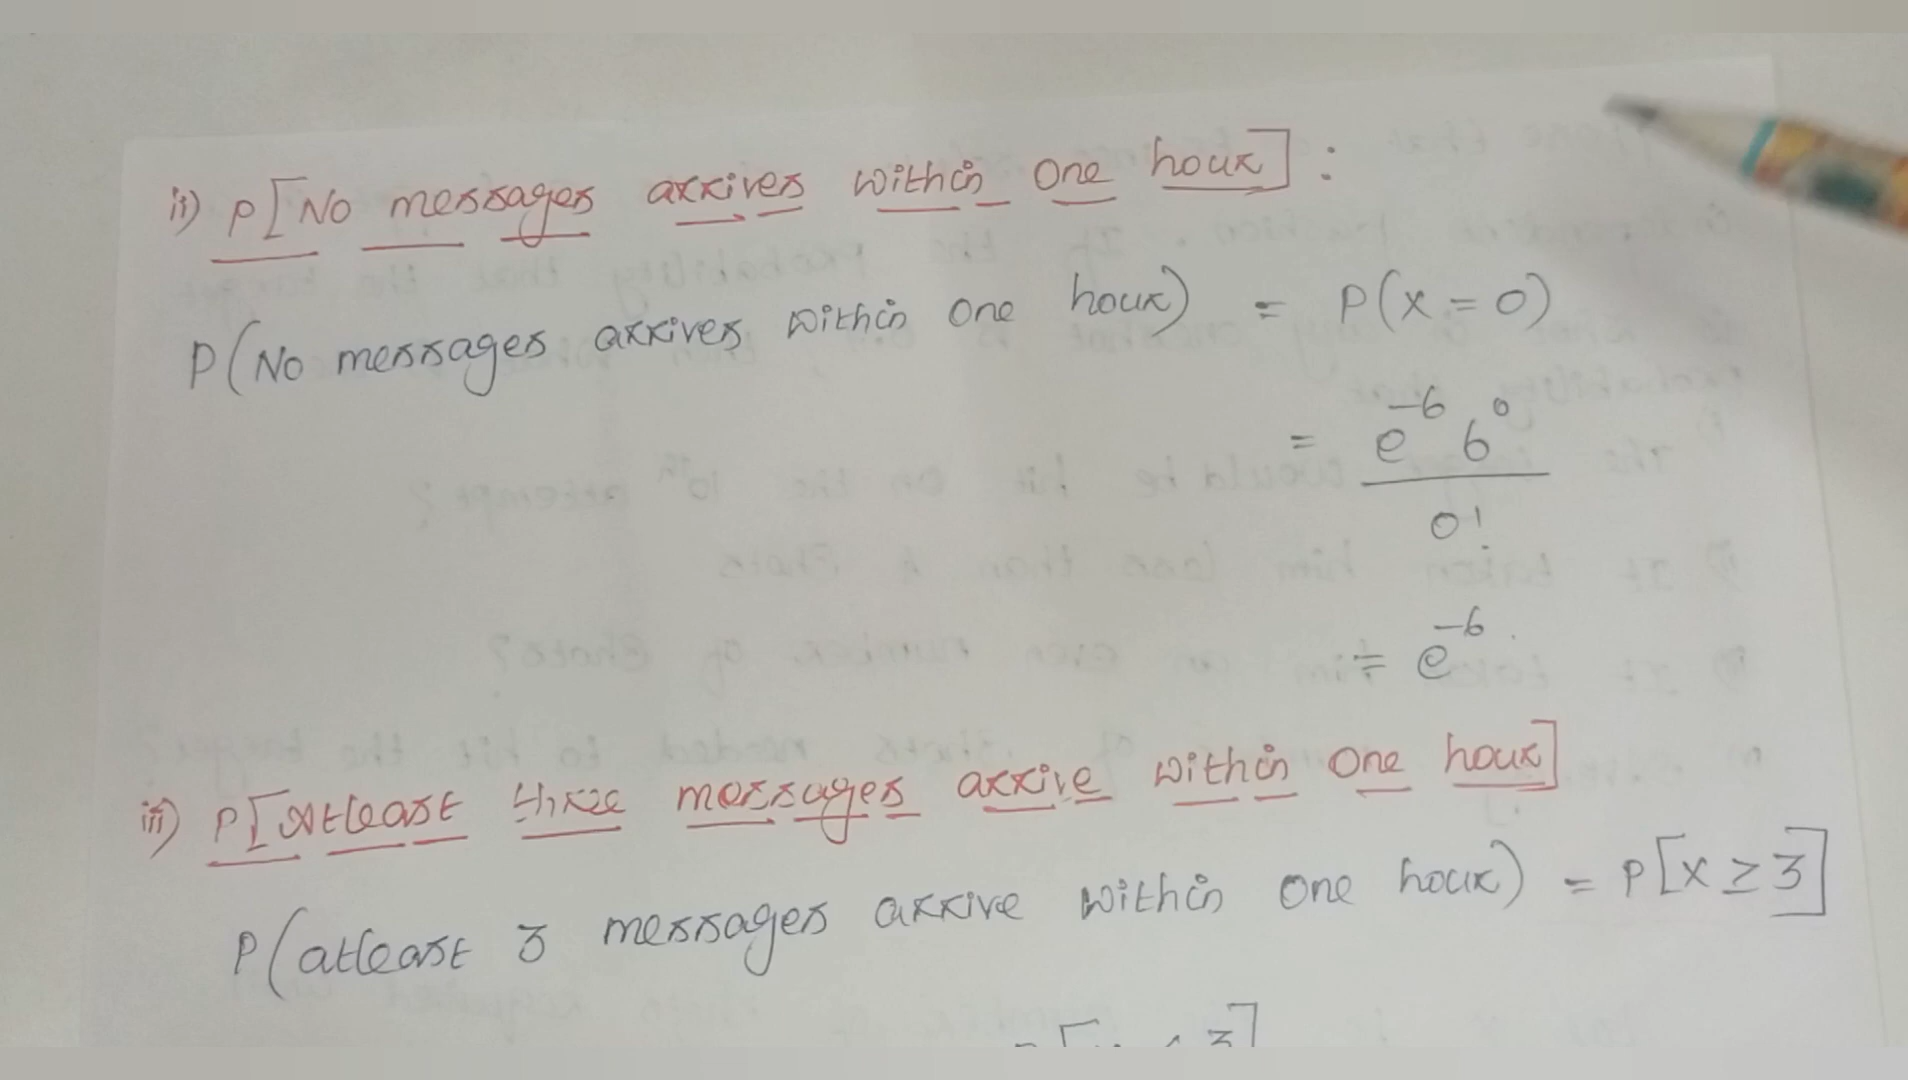 ii) P[No messages arrives within one hour] :
P(No messages arrives within one hour) = P(x = 0)
= e^-6 6^0 / 0!
= e^-6
iii) P[atleast three messages arrive within one hour]
P(atleast 3 messages arrive within one hour) = P[x ≥ 3]
3]